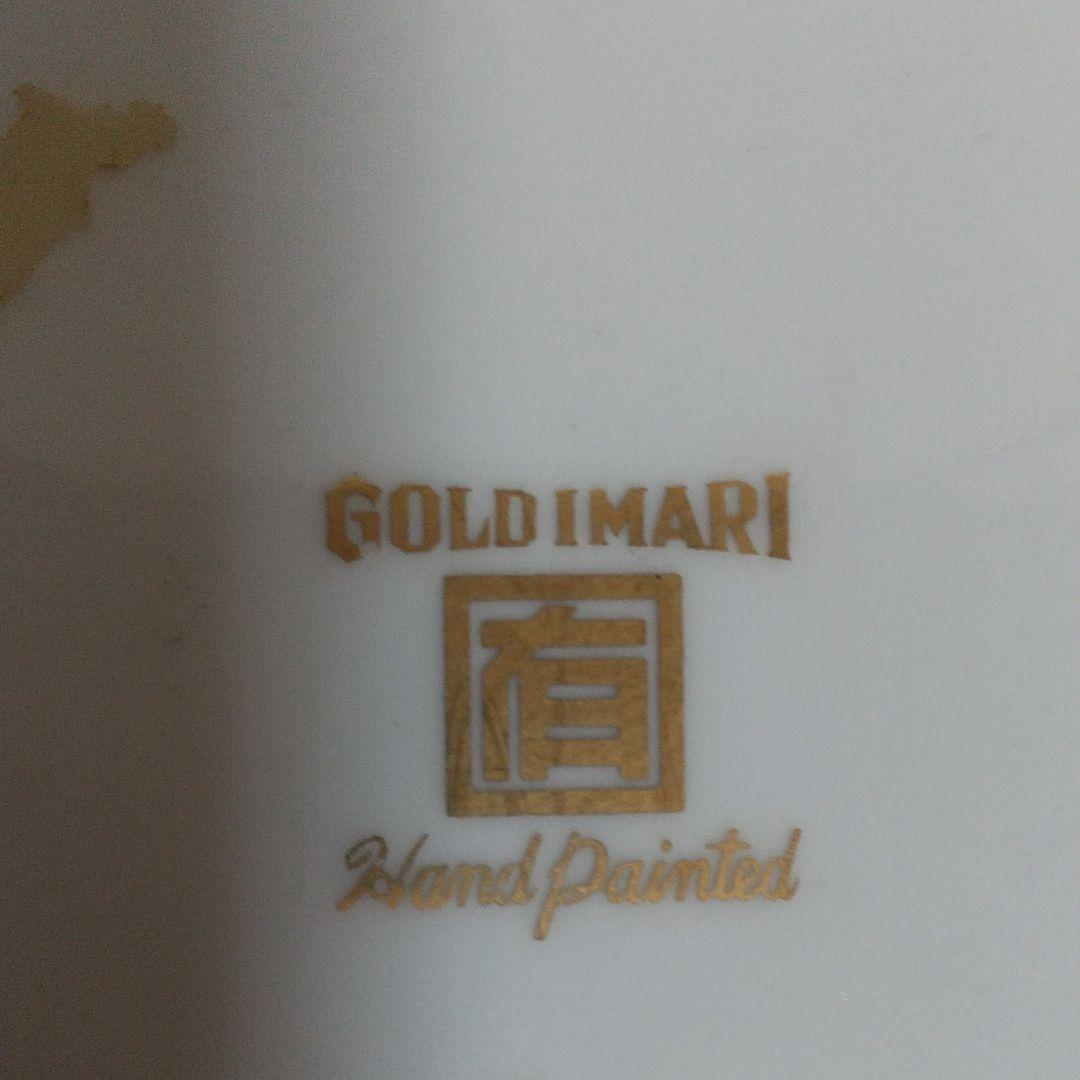 GOLD IMARI
有
Hand Painted